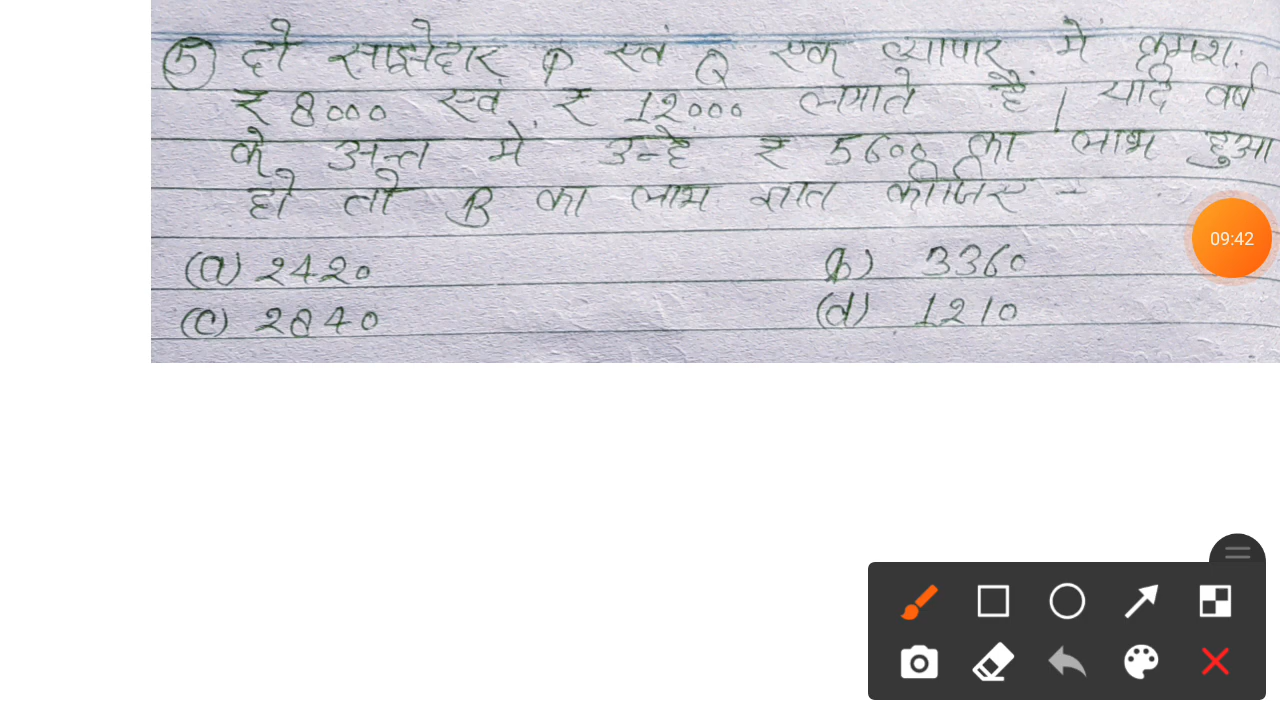 ⑤ दो साझेदार P एवं Q एक व्यापार में क्रमश:
₹ 8000 एवं ₹ 12000 लगाते हैं। यदि वर्ष
के अन्त में उन्हें ₹ 5600 का लाभ हुआ
हो तो B का लाभ ज्ञात कीजिए -
(a) 2420 (b) 3360
(c) 2840 (d) 1210
09:42